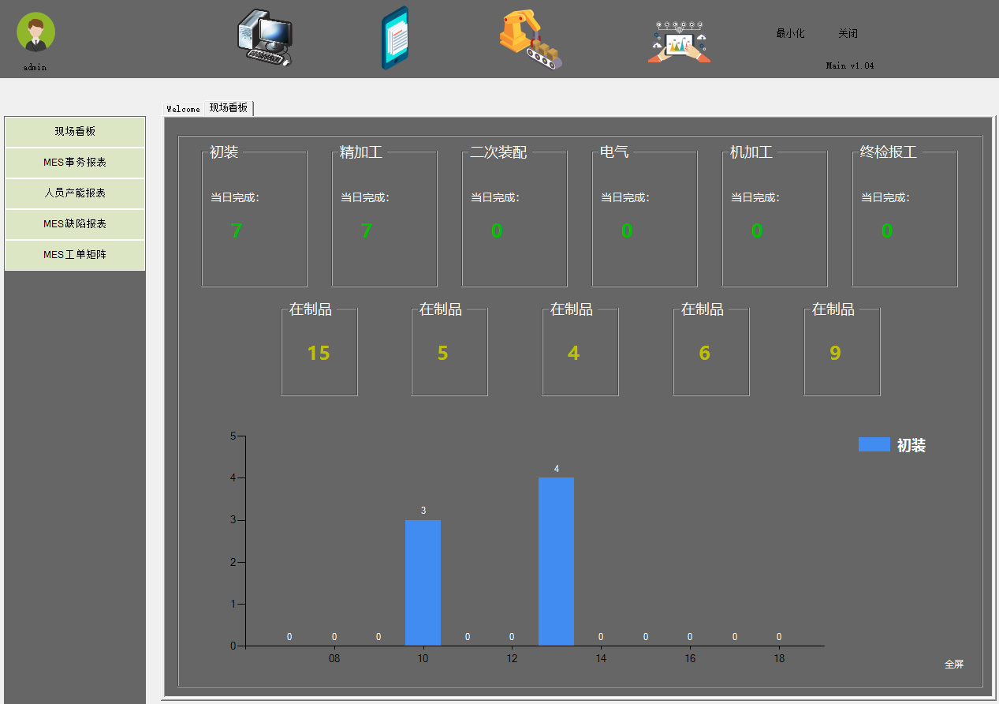 最小化 关闭
admin
Main v1.04
Welcome 现场看板
现场看板
MES事务报表
人员产能报表
MES缺陷报表
MES工单矩阵
初装 精加工 二次装配 电气 机加工 终检报工
当日完成： 当日完成： 当日完成： 当日完成： 当日完成： 当日完成：
7 7 0 0 0 0
在制品 在制品 在制品 在制品 在制品
15 5 4 6 9
初装
5
4
3
2
1
0
0 0 0 3 0 0 4 0 0 0 0 0
08 10 12 14 16 18
全屏